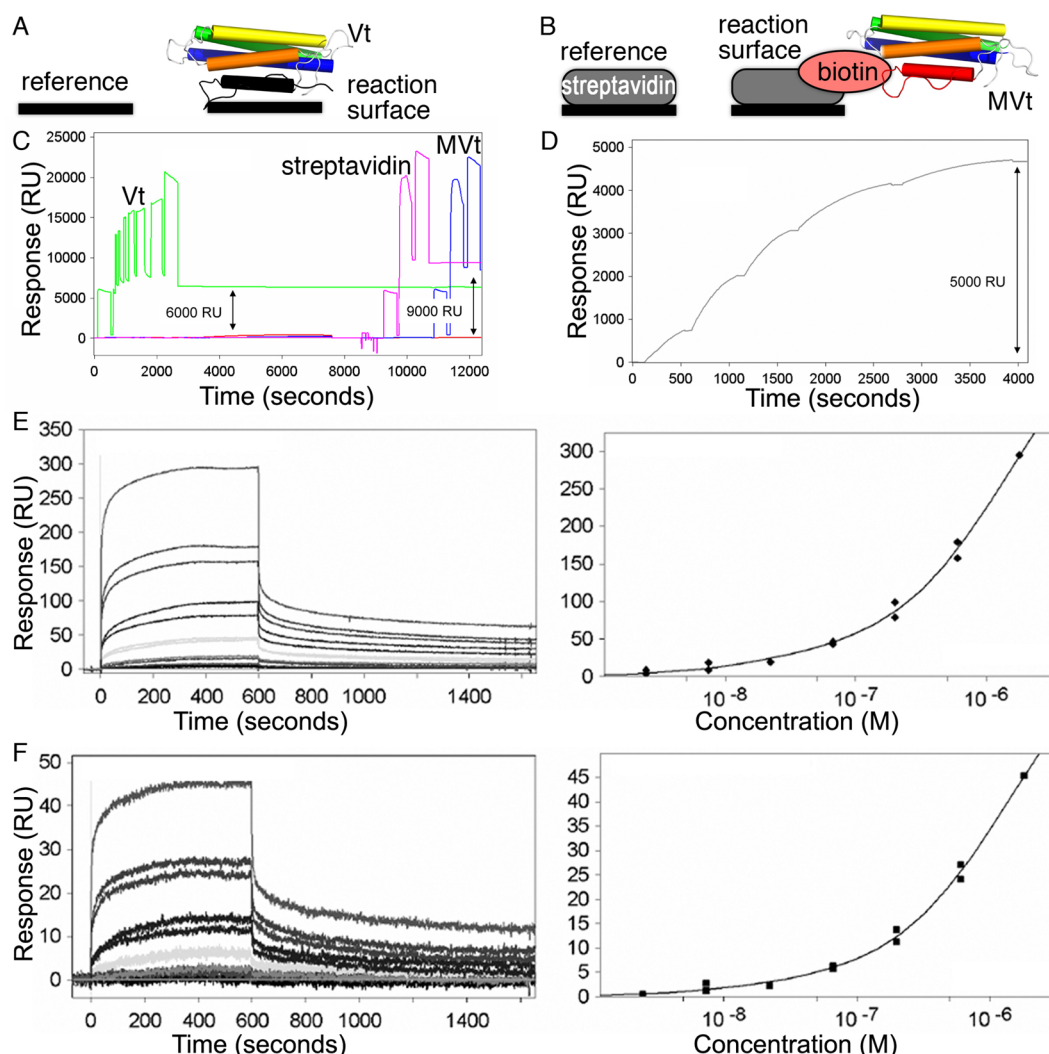 A
Vt
reference
reaction
surface
B
reference
streptavidin
reaction
surface
biotin
MVt
C
Response (RU)
25000
20000
15000
10000
5000
0
Vt
streptavidin
MVt
6000 RU
9000 RU
0
2000
4000
6000
8000
10000
12000
Time (seconds)
D
Response (RU)
5000
4000
3000
2000
1000
0
5000 RU
0
500
1000
1500
2000
2500
3000
3500
4000
Time (seconds)
E
Response (RU)
350
300
250
200
150
100
50
0
0
200
400
600
800
1000
1400
Time (seconds)
Response (RU)
300
250
200
150
100
50
0
10⁻⁸
10⁻⁷
10⁻⁶
Concentration (M)
F
Response (RU)
50
40
30
20
10
0
0
200
400
600
800
1000
1400
Time (seconds)
Response (RU)
45
40
35
30
25
20
15
10
5
0
10⁻⁸
10⁻⁷
10⁻⁶
Concentration (M)